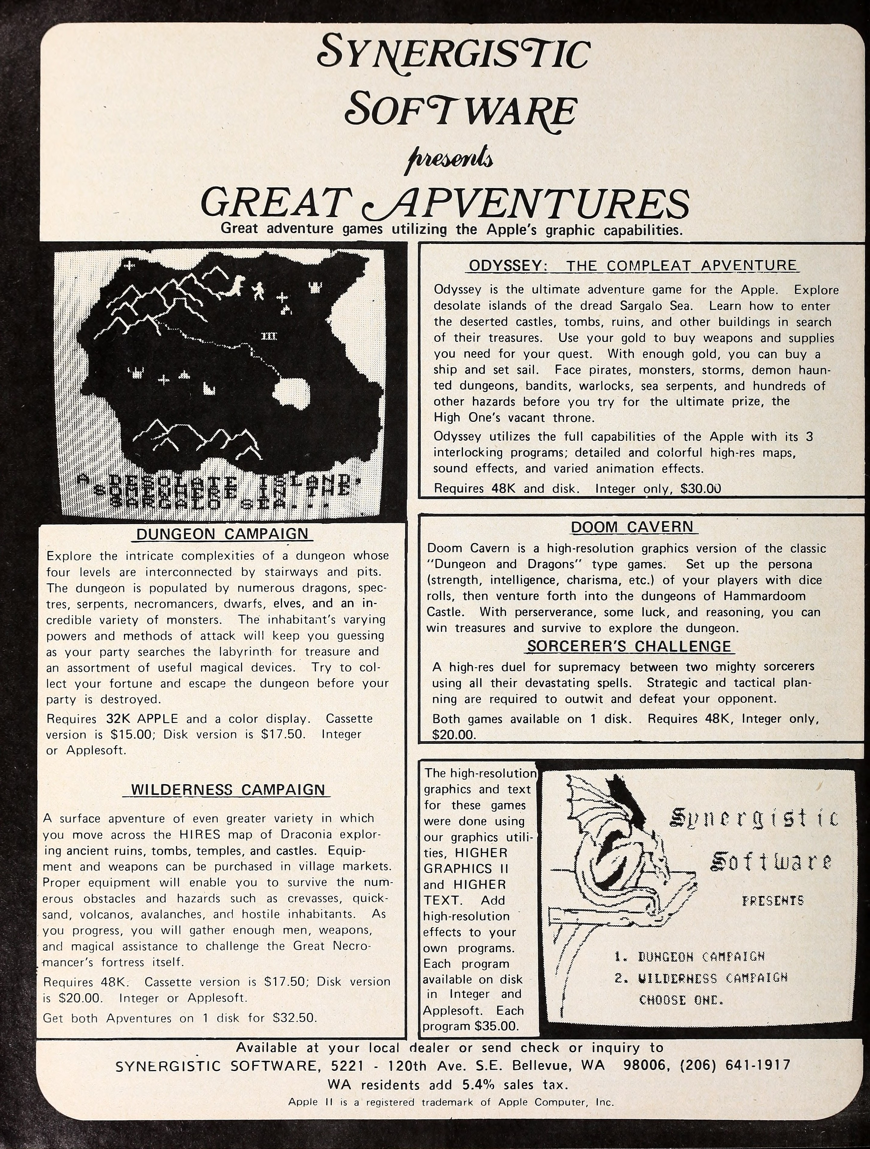 SYNERGISTIC
SOFTWARE
presents
GREAT APVENTURES
Great adventure games utilizing the Apple's graphic capabilities.
A DESOLATE ISLAND,
SOMEWHERE IN THE
SARGALO SEA...
DUNGEON CAMPAIGN
Explore the intricate complexities of a dungeon whose
four levels are interconnected by stairways and pits.
The dungeon is populated by numerous dragons, spec-
tres, serpents, necromancers, dwarfs, elves, and an in-
credible variety of monsters. The inhabitant's varying
powers and methods of attack will keep you guessing
as your party searches the labyrinth for treasure and
an assortment of useful magical devices. Try to col-
lect your fortune and escape the dungeon before your
party is destroyed.
Requires 32K APPLE and a color display. Cassette
version is $15.00; Disk version is $17.50. Integer
or Applesoft.
WILDERNESS CAMPAIGN
A surface apventure of even greater variety in which
you move across the HIRES map of Draconia explor-
ing ancient ruins, tombs, temples, and castles. Equip-
ment and weapons can be purchased in village markets.
Proper equipment will enable you to survive the num-
erous obstacles and hazards such as crevasses, quick-
sand, volcanos, avalanches, and hostile inhabitants. As
you progress, you will gather enough men, weapons,
and magical assistance to challenge the Great Necro-
mancer's fortress itself.
Requires 48K. Cassette version is $17.50; Disk version
is $20.00. Integer or Applesoft.
Get both Apventures on 1 disk for $32.50.
ODYSSEY: THE COMPLEAT APVENTURE
Odyssey is the ultimate adventure game for the Apple. Explore
desolate islands of the dread Sargalo Sea. Learn how to enter
the deserted castles, tombs, ruins, and other buildings in search
of their treasures. Use your gold to buy weapons and supplies
you need for your quest. With enough gold, you can buy a
ship and set sail. Face pirates, monsters, storms, demon haun-
ted dungeons, bandits, warlocks, sea serpents, and hundreds of
other hazards before you try for the ultimate prize, the
High One's vacant throne.
Odyssey utilizes the full capabilities of the Apple with its 3
interlocking programs; detailed and colorful high-res maps,
sound effects, and varied animation effects.
Requires 48K and disk. Integer only, $30.00
DOOM CAVERN
Doom Cavern is a high-resolution graphics version of the classic
"Dungeon and Dragons" type games. Set up the persona
(strength, intelligence, charisma, etc.) of your players with dice
rolls, then venture forth into the dungeons of Hammardoom
Castle. With perserverance, some luck, and reasoning, you can
win treasures and survive to explore the dungeon.
SORCERER'S CHALLENGE
A high-res duel for supremacy between two mighty sorcerers
using all their devastating spells. Strategic and tactical plan-
ning are required to outwit and defeat your opponent.
Both games available on 1 disk. Requires 48K, Integer only,
$20.00.
The high-resolution
graphics and text
for these games
were done using
our graphics utili-
ties, HIGHER
GRAPHICS II
and HIGHER
TEXT. Add
high-resolution
effects to your
own programs.
Each program
available on disk
in Integer and
Applesoft. Each
program $35.00.
Synergistic
Software
PRESENTS
1. DUNGEON CAMPAIGN
2. WILDERNESS CAMPAIGN
CHOOSE ONE.
Available at your local dealer or send check or inquiry to
SYNERGISTIC SOFTWARE, 5221 - 120th Ave. S.E. Bellevue, WA 98006, (206) 641-1917
WA residents add 5.4% sales tax.
Apple II is a registered trademark of Apple Computer, Inc.